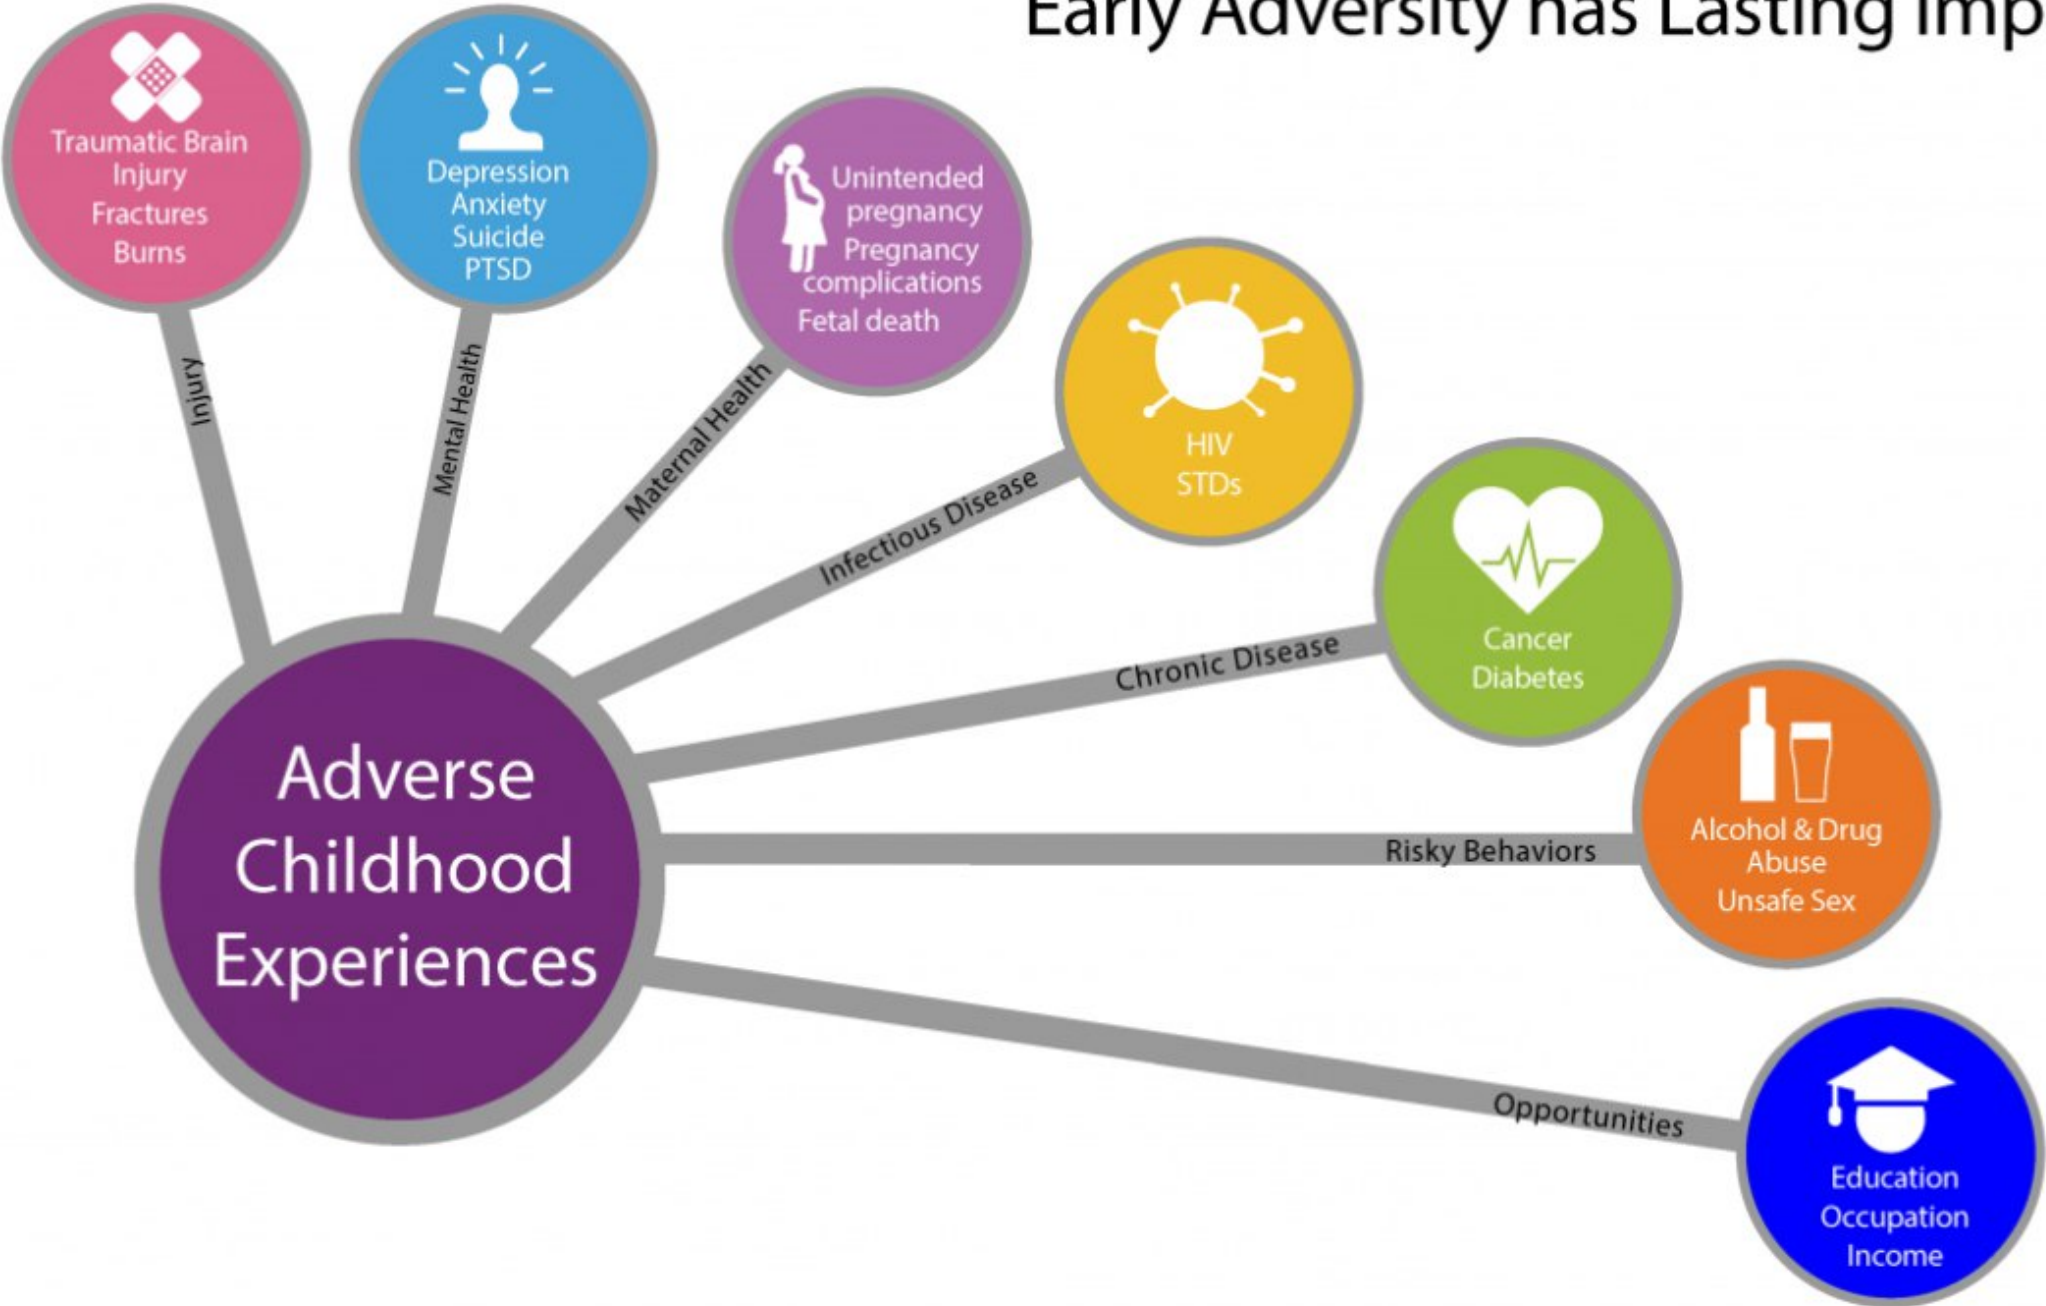 Early Adversity has Lasting Imp
Traumatic Brain
Injury
Fractures
Burns
Depression
Anxiety
Suicide
PTSD
Unintended
pregnancy
Pregnancy
complications
Fetal death
HIV
STDs
Cancer
Diabetes
Alcohol & Drug
Abuse
Unsafe Sex
Education
Occupation
Income
Injury
Mental Health
Maternal Health
Infectious Disease
Chronic Disease
Risky Behaviors
Opportunities
Adverse
Childhood
Experiences